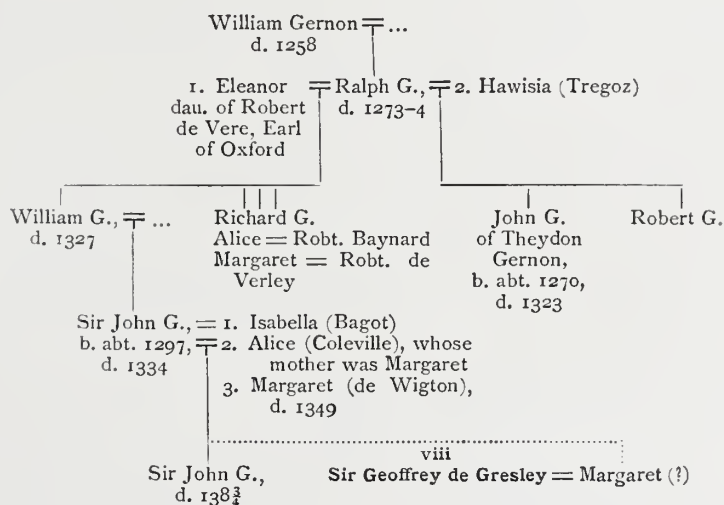 William Gernon = ...
d. 1258
1. Eleanor = Ralph G., = 2. Hawisia (Tregoz)
dau. of Robert d. 1273-4
de Vere, Earl
of Oxford
William G., = ...
d. 1327
Richard G.
Alice = Robt. Baynard
Margaret = Robt. de
Verley
John G.
of Theydon
Gernon,
b. abt. 1270,
d. 1323
Robert G.
Sir John G., = 1. Isabella (Bagot)
b. abt. 1297, = 2. Alice (Coleville), whose
d. 1334 mother was Margaret
3. Margaret (de Wigton),
d. 1349
viii
Sir John G., Sir Geoffrey de Gresley = Margaret (?)
d. 138¾